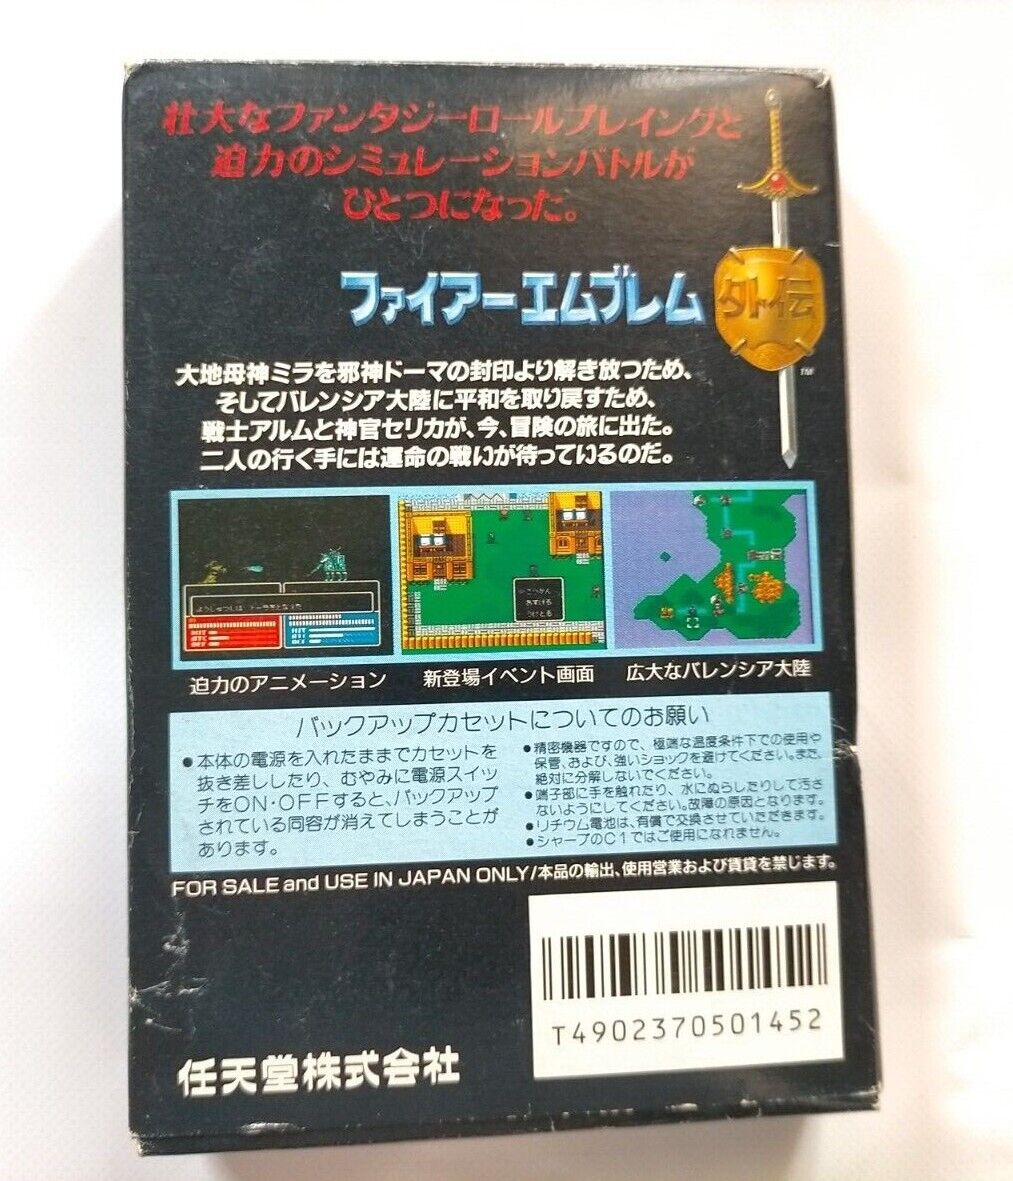 壮大なファンタジーロールプレイングと
迫力のシミュレーションバトルが
ひとつになった。
ファイアーエムブレム 外伝
TM
大地母神ミラを邪神ドーマの封印より解き放つため、
そしてバレンシア大陸に平和を取り戻すため、
戦士アルムと神官セリカが、今、冒険の旅に出た。
二人の行く手には運命の戦いが待っているのだ。
迫力のアニメーション
新登場イベント画面
広大なバレンシア大陸
バックアップカセットについてのお願い
●本体の電源を入れたままでカセットを
抜き差ししたり、むやみに電源スイッ
チをON・OFFすると、バックアップ
されている内容が消えてしまうことが
あります。
●精密機器ですので、極端な温度条件下での使用や
保管、および、強いショックを避けてください。また、
絶対に分解しないでください。
●端子部に手を触れたり、水にぬらしたりして汚さ
ないようにしてください。故障の原因となります。
●リチウム電池は、有償で交換させていただきます。
●シャープのC1ではご使用になれません。
FOR SALE and USE IN JAPAN ONLY/本品の輸出、使用営業および賃貸を禁じます。
T4902370501452
任天堂株式会社